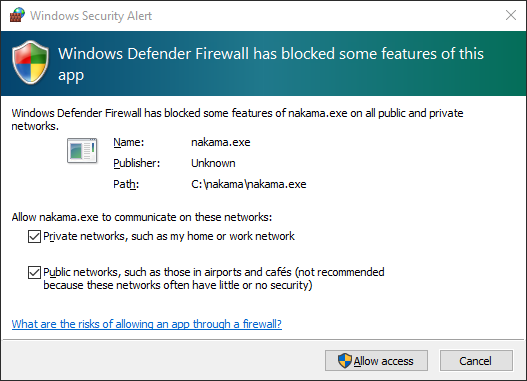 Windows Security Alert
Windows Defender Firewall has blocked some features of this
app
Windows Defender Firewall has blocked some features of nakama.exe on all public and private
networks.
Name: nakama.exe
Publisher: Unknown
Path: C:\nakama\nakama.exe
Allow nakama.exe to communicate on these networks:
Private networks, such as my home or work network
Public networks, such as those in airports and cafés (not recommended
because these networks often have little or no security)
What are the risks of allowing an app through a firewall?
Allow access Cancel